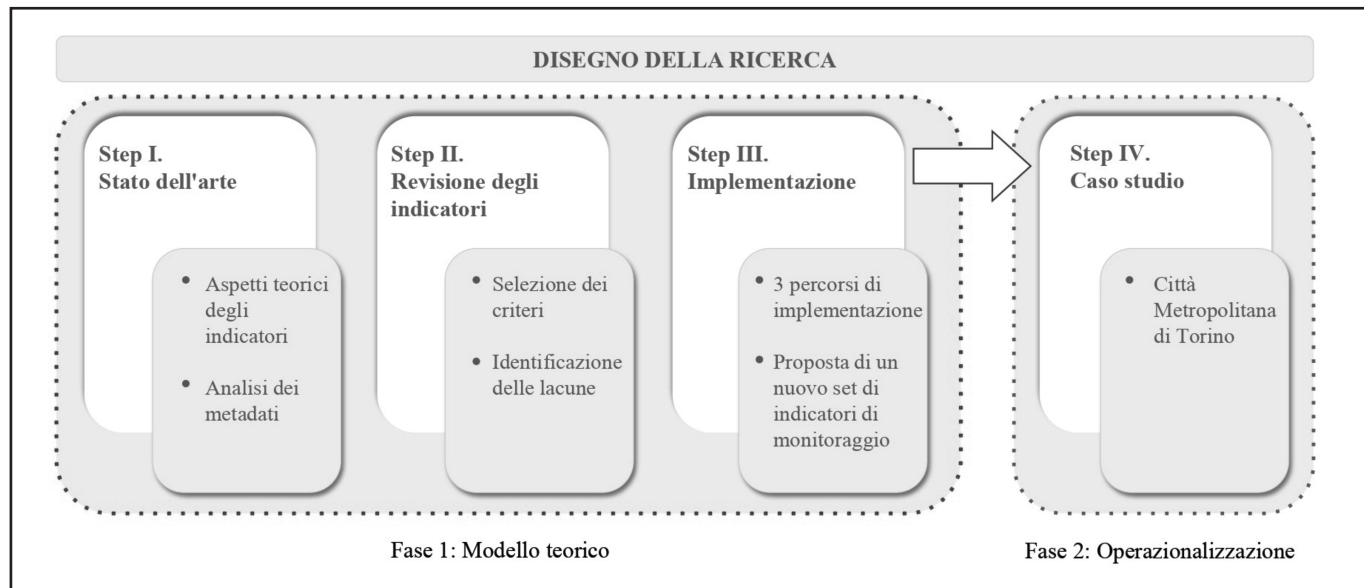 DISEGNO DELLA RICERCA
Step I.
Stato dell'arte
• Aspetti teorici
degli
indicatori
• Analisi dei
metadati
Step II.
Revisione degli
indicatori
• Selezione dei
criteri
• Identificazione
delle lacune
Step III.
Implementazione
• 3 percorsi di
implementazione
• Proposta di un
nuovo set di
indicatori di
monitoraggio
Step IV.
Caso studio
• Città
Metropolitana
di Torino
Fase 1: Modello teorico
Fase 2: Operazionalizzazione